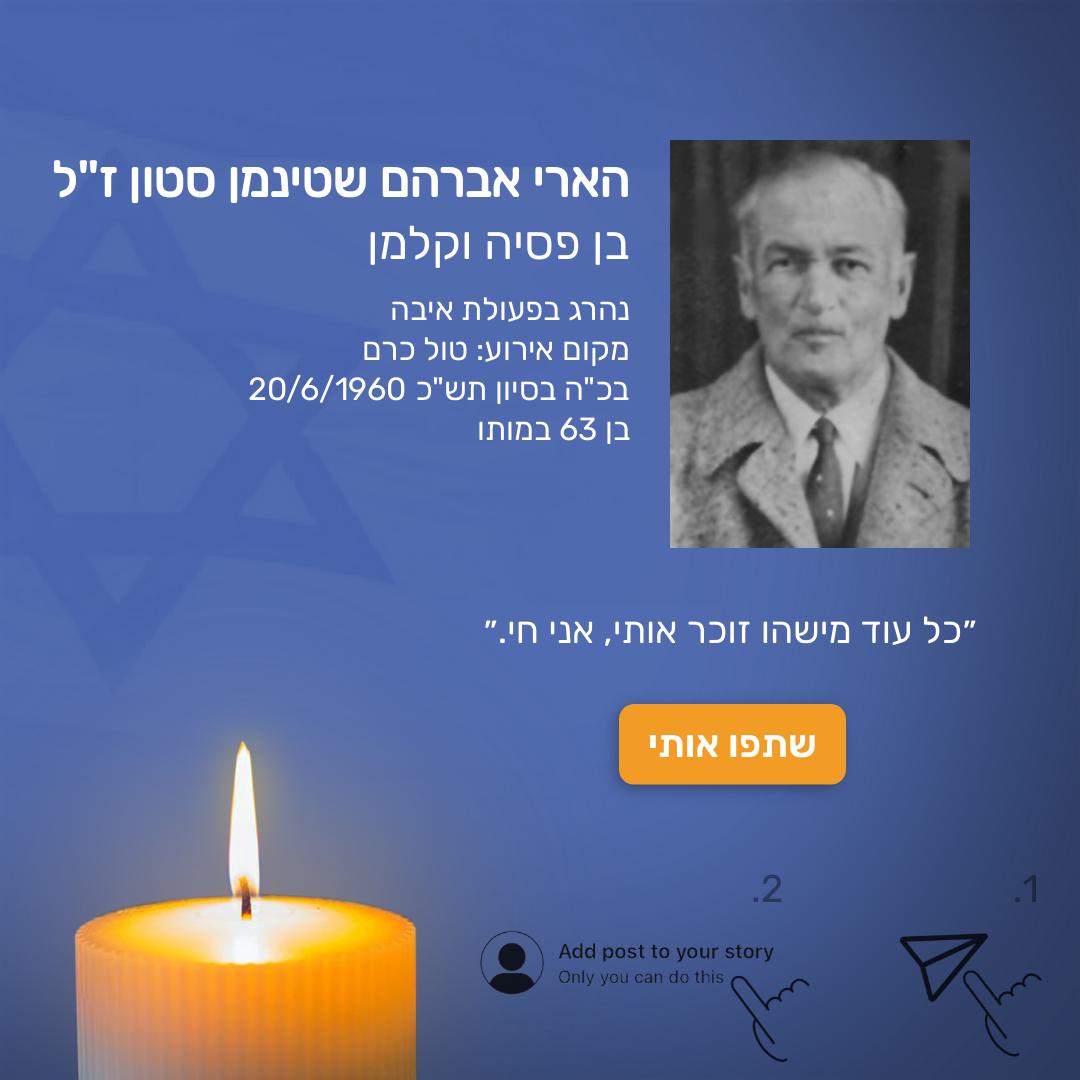 הארי אברהם שטינמן סטון ז"ל
בן פסיה וקלמן
נהרג בפעולת איבה
מקום אירוע: טול כרם
בכ"ה בסיון תש"כ 20/6/1960
בן 63 במותו
״כל עוד מישהו זוכר אותי, אני חי.״
שתפו אותי
1.
2.
Add post to your story
Only you can do this